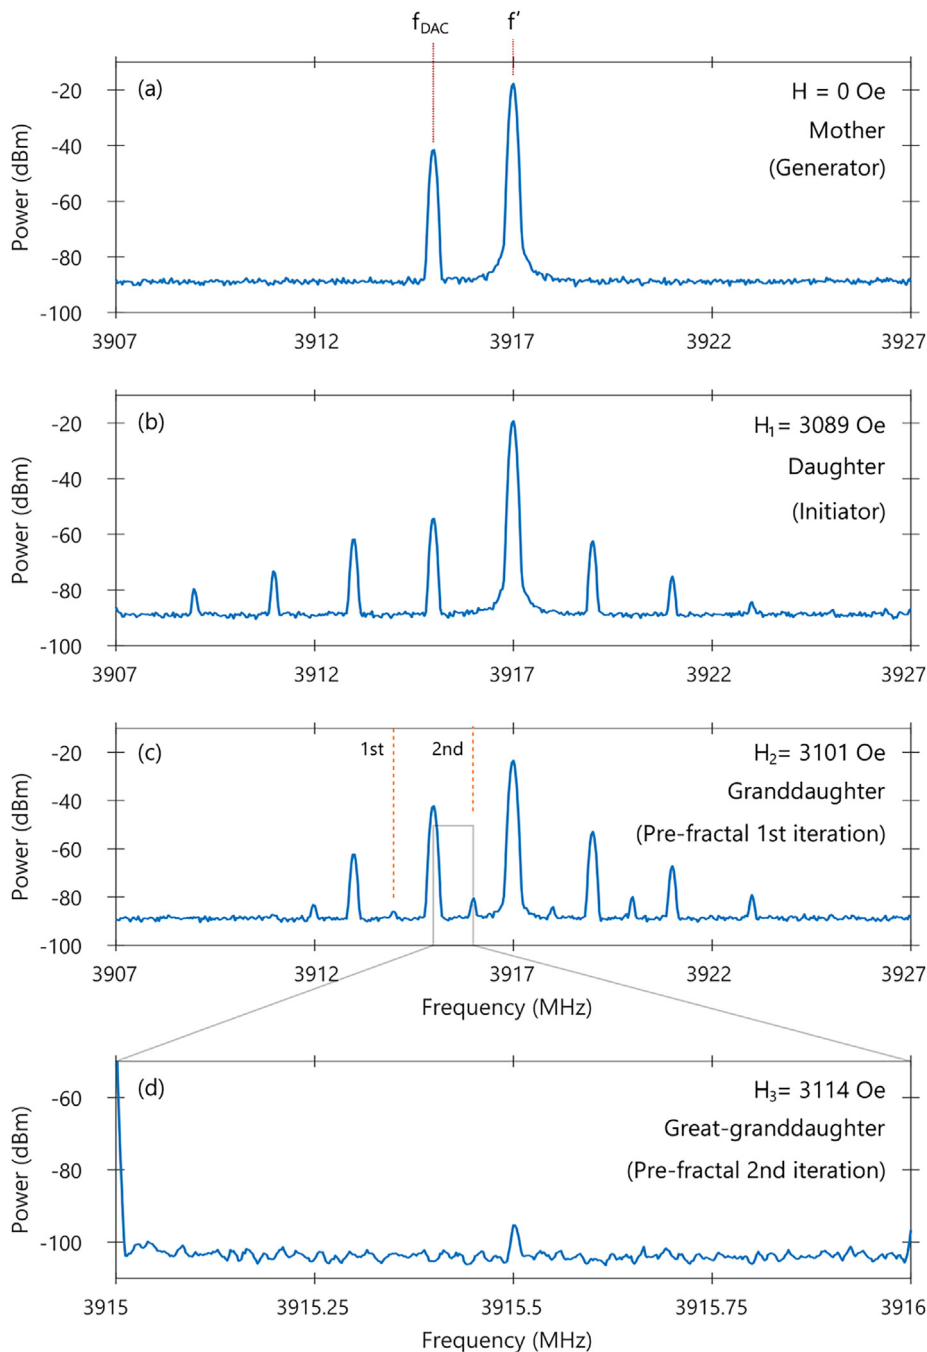 f_DAC f′
(a)
H = 0 Oe
Mother
(Generator)
Power (dBm)
-20
-40
-60
-80
-100
3907 3912 3917 3922 3927
(b)
H₁= 3089 Oe
Daughter
(Initiator)
Power (dBm)
-20
-40
-60
-80
-100
3907 3912 3917 3922 3927
(c)
1st 2nd
H₂= 3101 Oe
Granddaughter
(Pre-fractal 1st iteration)
Power (dBm)
-20
-40
-60
-80
-100
3907 3912 3917 3922 3927
Frequency (MHz)
(d)
H₃= 3114 Oe
Great-granddaughter
(Pre-fractal 2nd iteration)
Power (dBm)
-60
-80
-100
3915 3915.25 3915.5 3915.75 3916
Frequency (MHz)